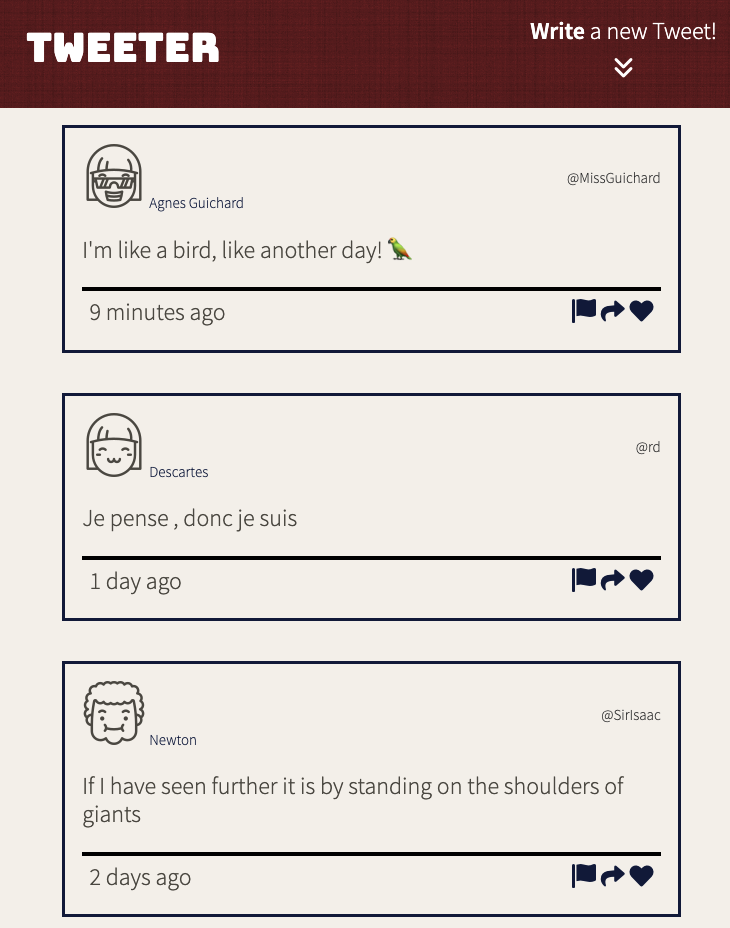 TWEETER
Write a new Tweet!
@MissGuichard
Agnes Guichard
I'm like a bird, like another day! 🦜
9 minutes ago
@rd
Descartes
Je pense , donc je suis
1 day ago
@SirIsaac
Newton
If I have seen further it is by standing on the shoulders of
giants
2 days ago